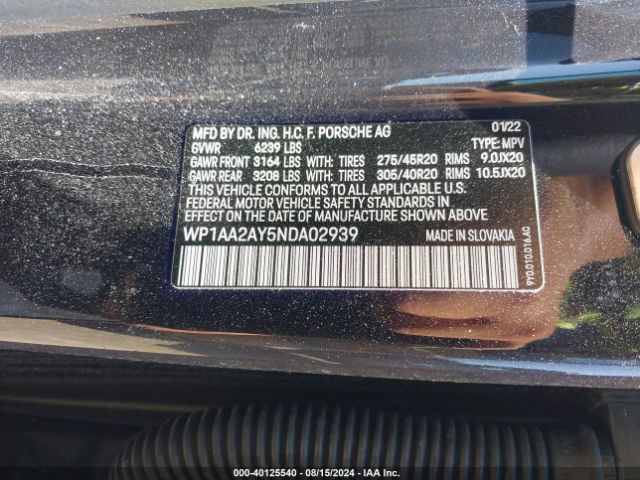 MFD BY DR. ING. H.C. F. PORSCHE AG 01/22
GVWR 6239 LBS TYPE: MPV
GAWR FRONT 3164 LBS WITH: TIRES 275/45R20 RIMS 9.0JX20
GAWR REAR 3208 LBS WITH: TIRES 305/40R20 RIMS 10.5JX20
THIS VEHICLE CONFORMS TO ALL APPLICABLE U.S.
FEDERAL MOTOR VEHICLE SAFETY STANDARDS IN
EFFECT ON THE DATE OF MANUFACTURE SHOWN ABOVE
WP1AA2AY5NDA02939 MADE IN SLOVAKIA
9Y0.010.016.AC
000-40125540 - 08/15/2024 - IAA Inc.